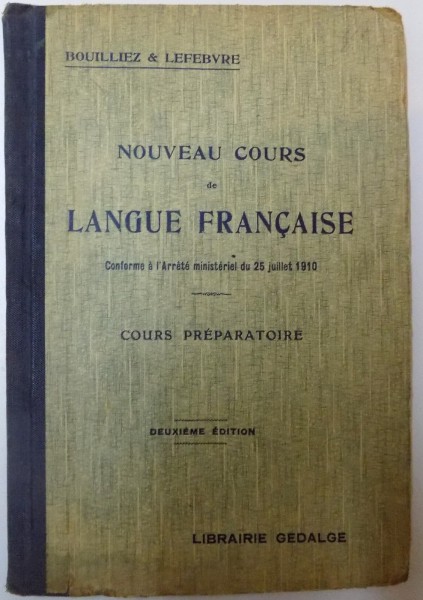 BOUILLIEZ & LEFEBVRE
NOUVEAU COURS
de
LANGUE FRANÇAISE
Conforme à l'Arrêté ministériel du 25 juillet 1910
COURS PRÉPARATOIRE
DEUXIÈME ÉDITION
LIBRAIRIE GEDALGE